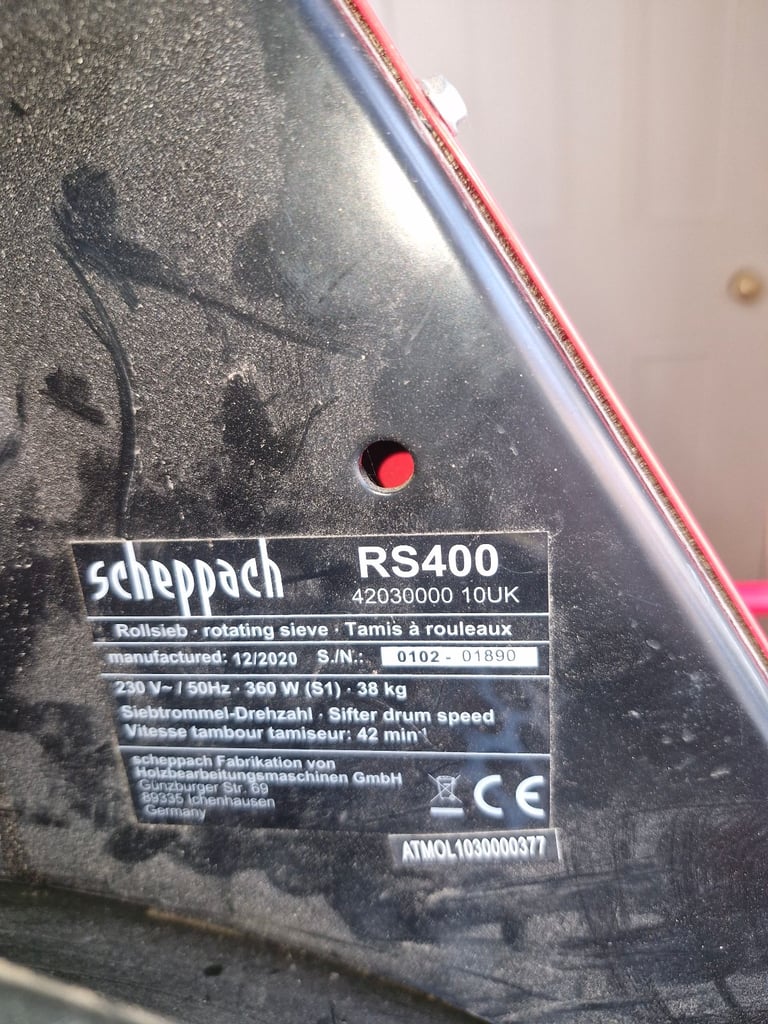 scheppach
RS400
42030000 10UK
Rollsieb · rotating sieve · Tamis à rouleaux
manufactured: 12/2020 S./N.: 0102 - 01890
230 V~ / 50Hz · 360 W (S1) · 38 kg
Siebtrommel-Drehzahl · Sifter drum speed
Vitesse tambour tamiseur: 42 min⁻¹
scheppach Fabrikation von
Holzbearbeitungsmaschinen GmbH
Günzburger Str. 69
89335 Ichenhausen
Germany
CE
ATMOL1030000377